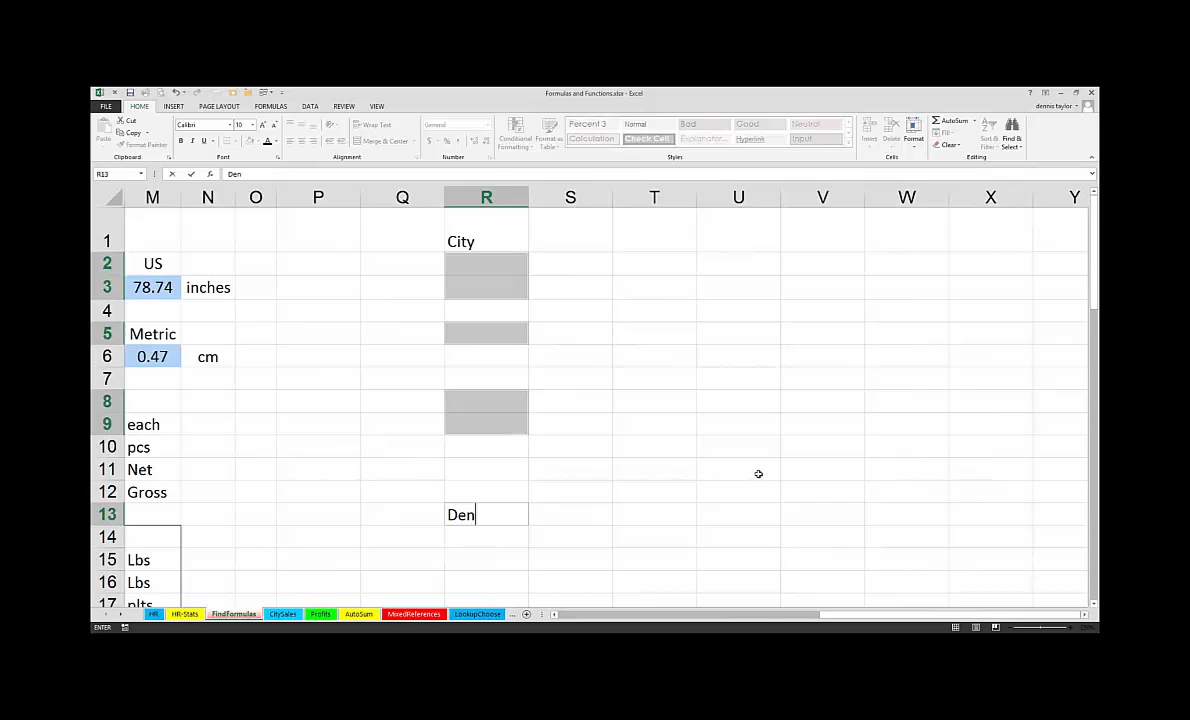 Formulas and Functions.xlsx - Excel
FILE HOME INSERT PAGE LAYOUT FORMULAS DATA REVIEW VIEW dennis taylor
Cut Calibri 10 Wrap Text General Percent 3 Normal Bad Good Neutral AutoSum
Paste Copy Conditional Format as Calculation Check Cell Explanatory... Hyperlink Input Insert Delete Format Fill Sort & Find &
Format Painter Merge & Center Formatting Table Clear Filter Select
Clipboard Font Alignment Number Styles Cells Editing
R13 fx Den
M N O P Q R S T U V W X Y
1 City
2 US
3 78.74 inches
4
5 Metric
6 0.47 cm
7
8
9 each
10 pcs
11 Net
12 Gross
13 Den
14
15 Lbs
16 Lbs
17 plts
HR HR-Stats FindFormulas CitySales Profits AutoSum MixedReferences LookupChoose ...
ENTER